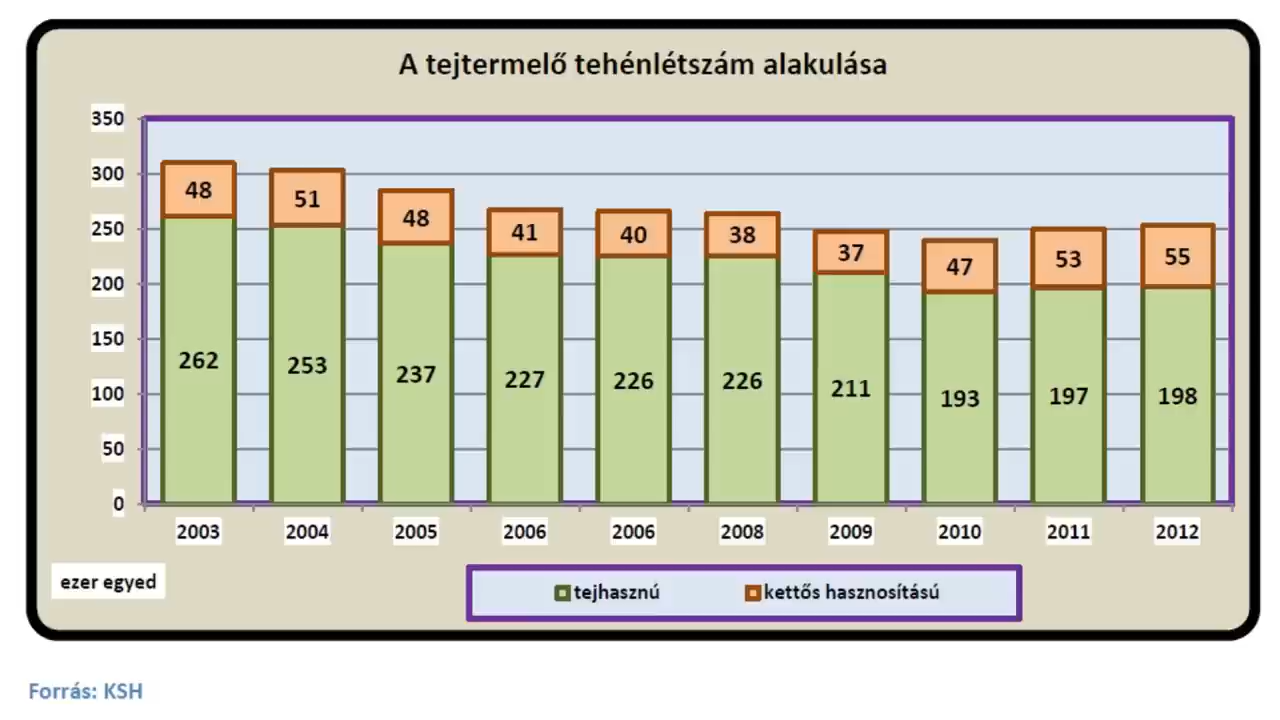 A tejtermelő tehénlétszám alakulása
350
300
250
200
150
100
50
0
48 51 48 41 40 38 37 47 53 55
262 253 237 227 226 226 211 193 197 198
2003 2004 2005 2006 2006 2008 2009 2010 2011 2012
ezer egyed
tejhasznú kettős hasznosítású
Forrás: KSH